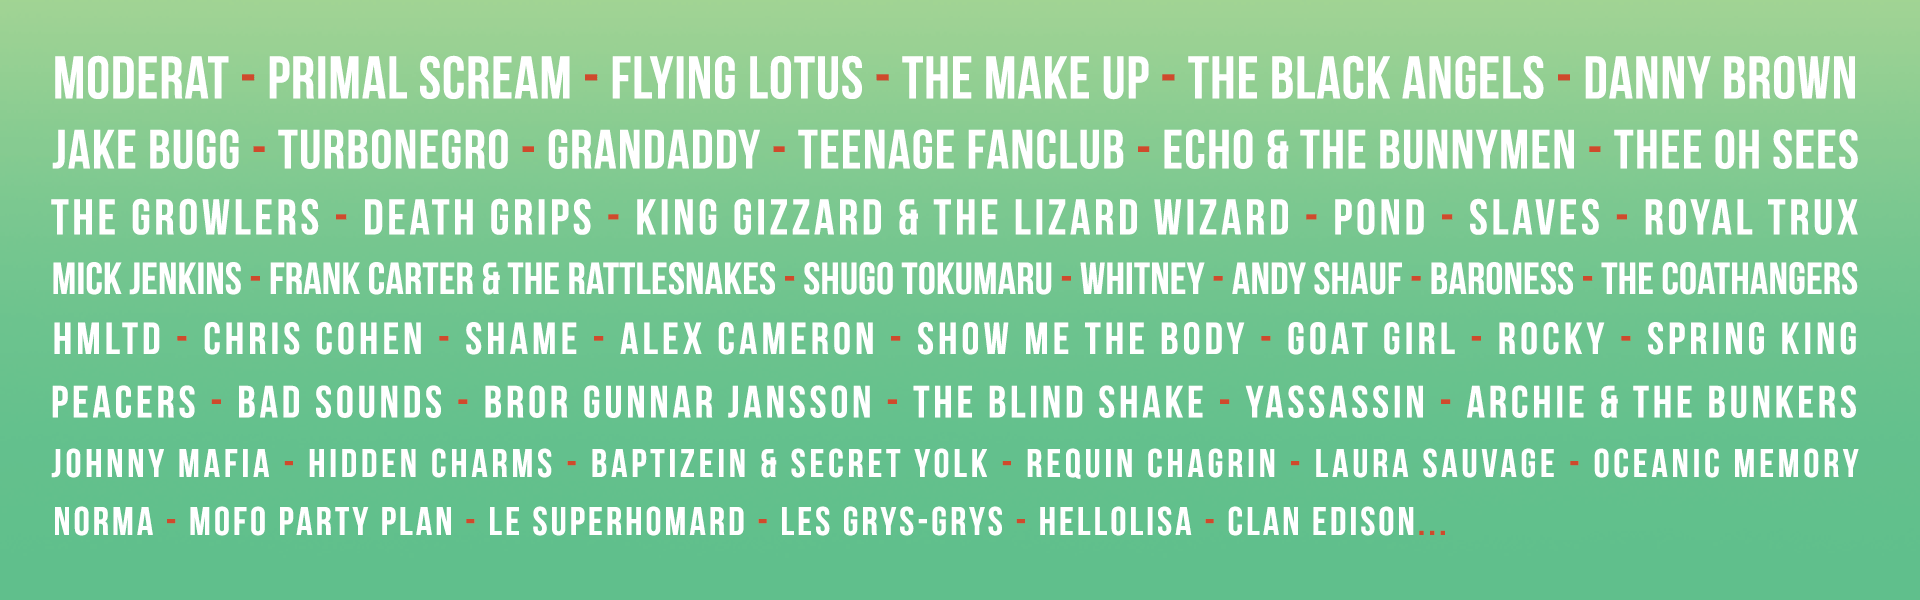 MODERAT - PRIMAL SCREAM - FLYING LOTUS - THE MAKE UP - THE BLACK ANGELS - DANNY BROWN
JAKE BUGG - TURBONEGRO - GRANDADDY - TEENAGE FANCLUB - ECHO & THE BUNNYMEN - THEE OH SEES
THE GROWLERS - DEATH GRIPS - KING GIZZARD & THE LIZARD WIZARD - POND - SLAVES - ROYAL TRUX
MICK JENKINS - FRANK CARTER & THE RATTLESNAKES - SHUGO TOKUMARU - WHITNEY - ANDY SHAUF - BARONESS - THE COATHANGERS
HMLTD - CHRIS COHEN - SHAME - ALEX CAMERON - SHOW ME THE BODY - GOAT GIRL - ROCKY - SPRING KING
PEACERS - BAD SOUNDS - BROR GUNNAR JANSSON - THE BLIND SHAKE - YASSASSIN - ARCHIE & THE BUNKERS
JOHNNY MAFIA - HIDDEN CHARMS - BAPTIZEIN & SECRET YOLK - REQUIN CHAGRIN - LAURA SAUVAGE - OCEANIC MEMORY
NORMA - MOFO PARTY PLAN - LE SUPERHOMARD - LES GRYS-GRYS - HELLOLISA - CLAN EDISON...